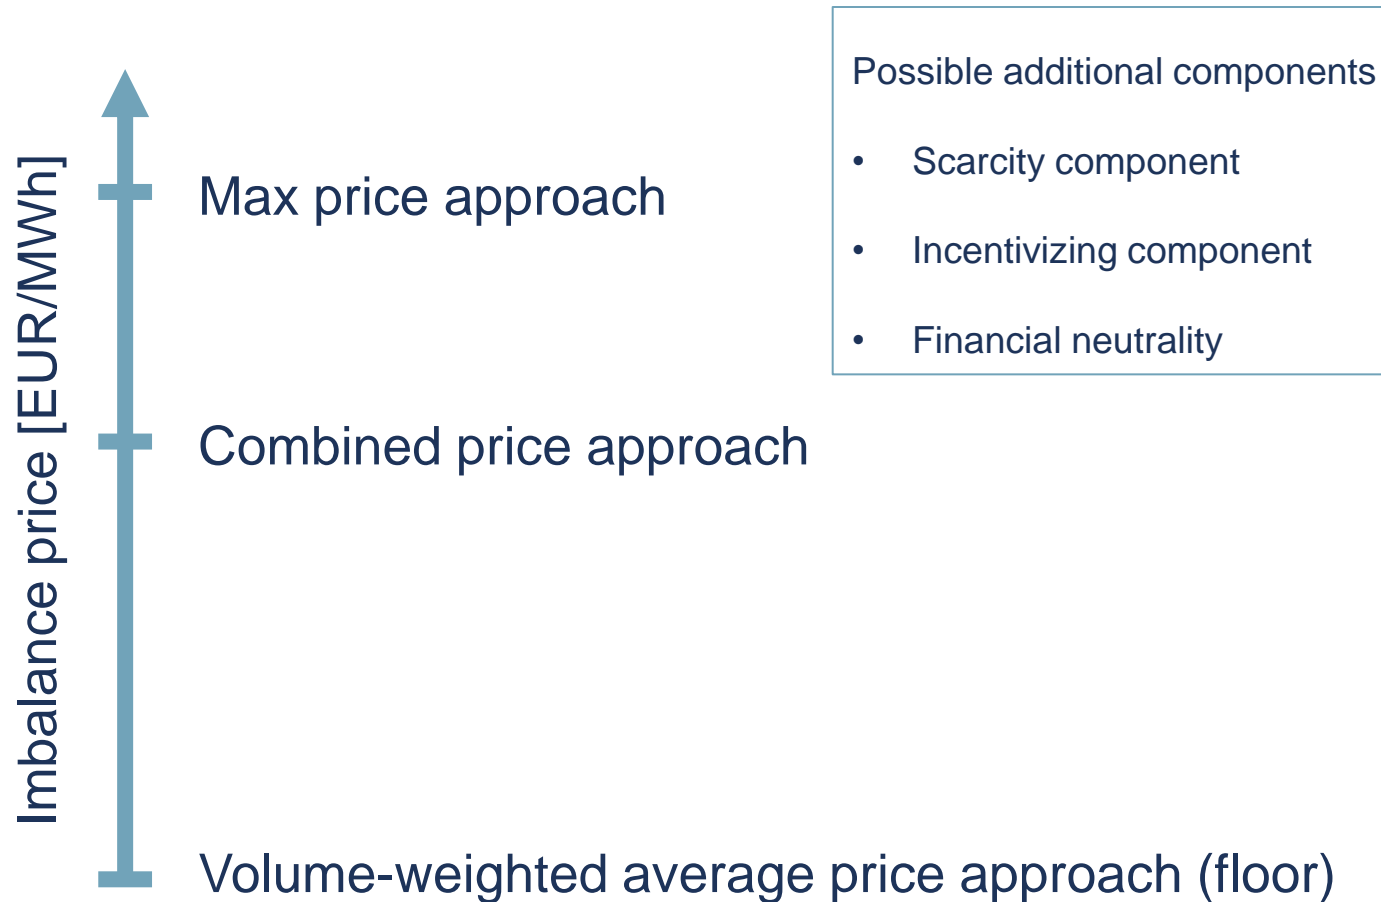 Imbalance price [EUR/MWh]
Max price approach
Combined price approach
Volume-weighted average price approach (floor)
Possible additional components
• Scarcity component
• Incentivizing component
• Financial neutrality